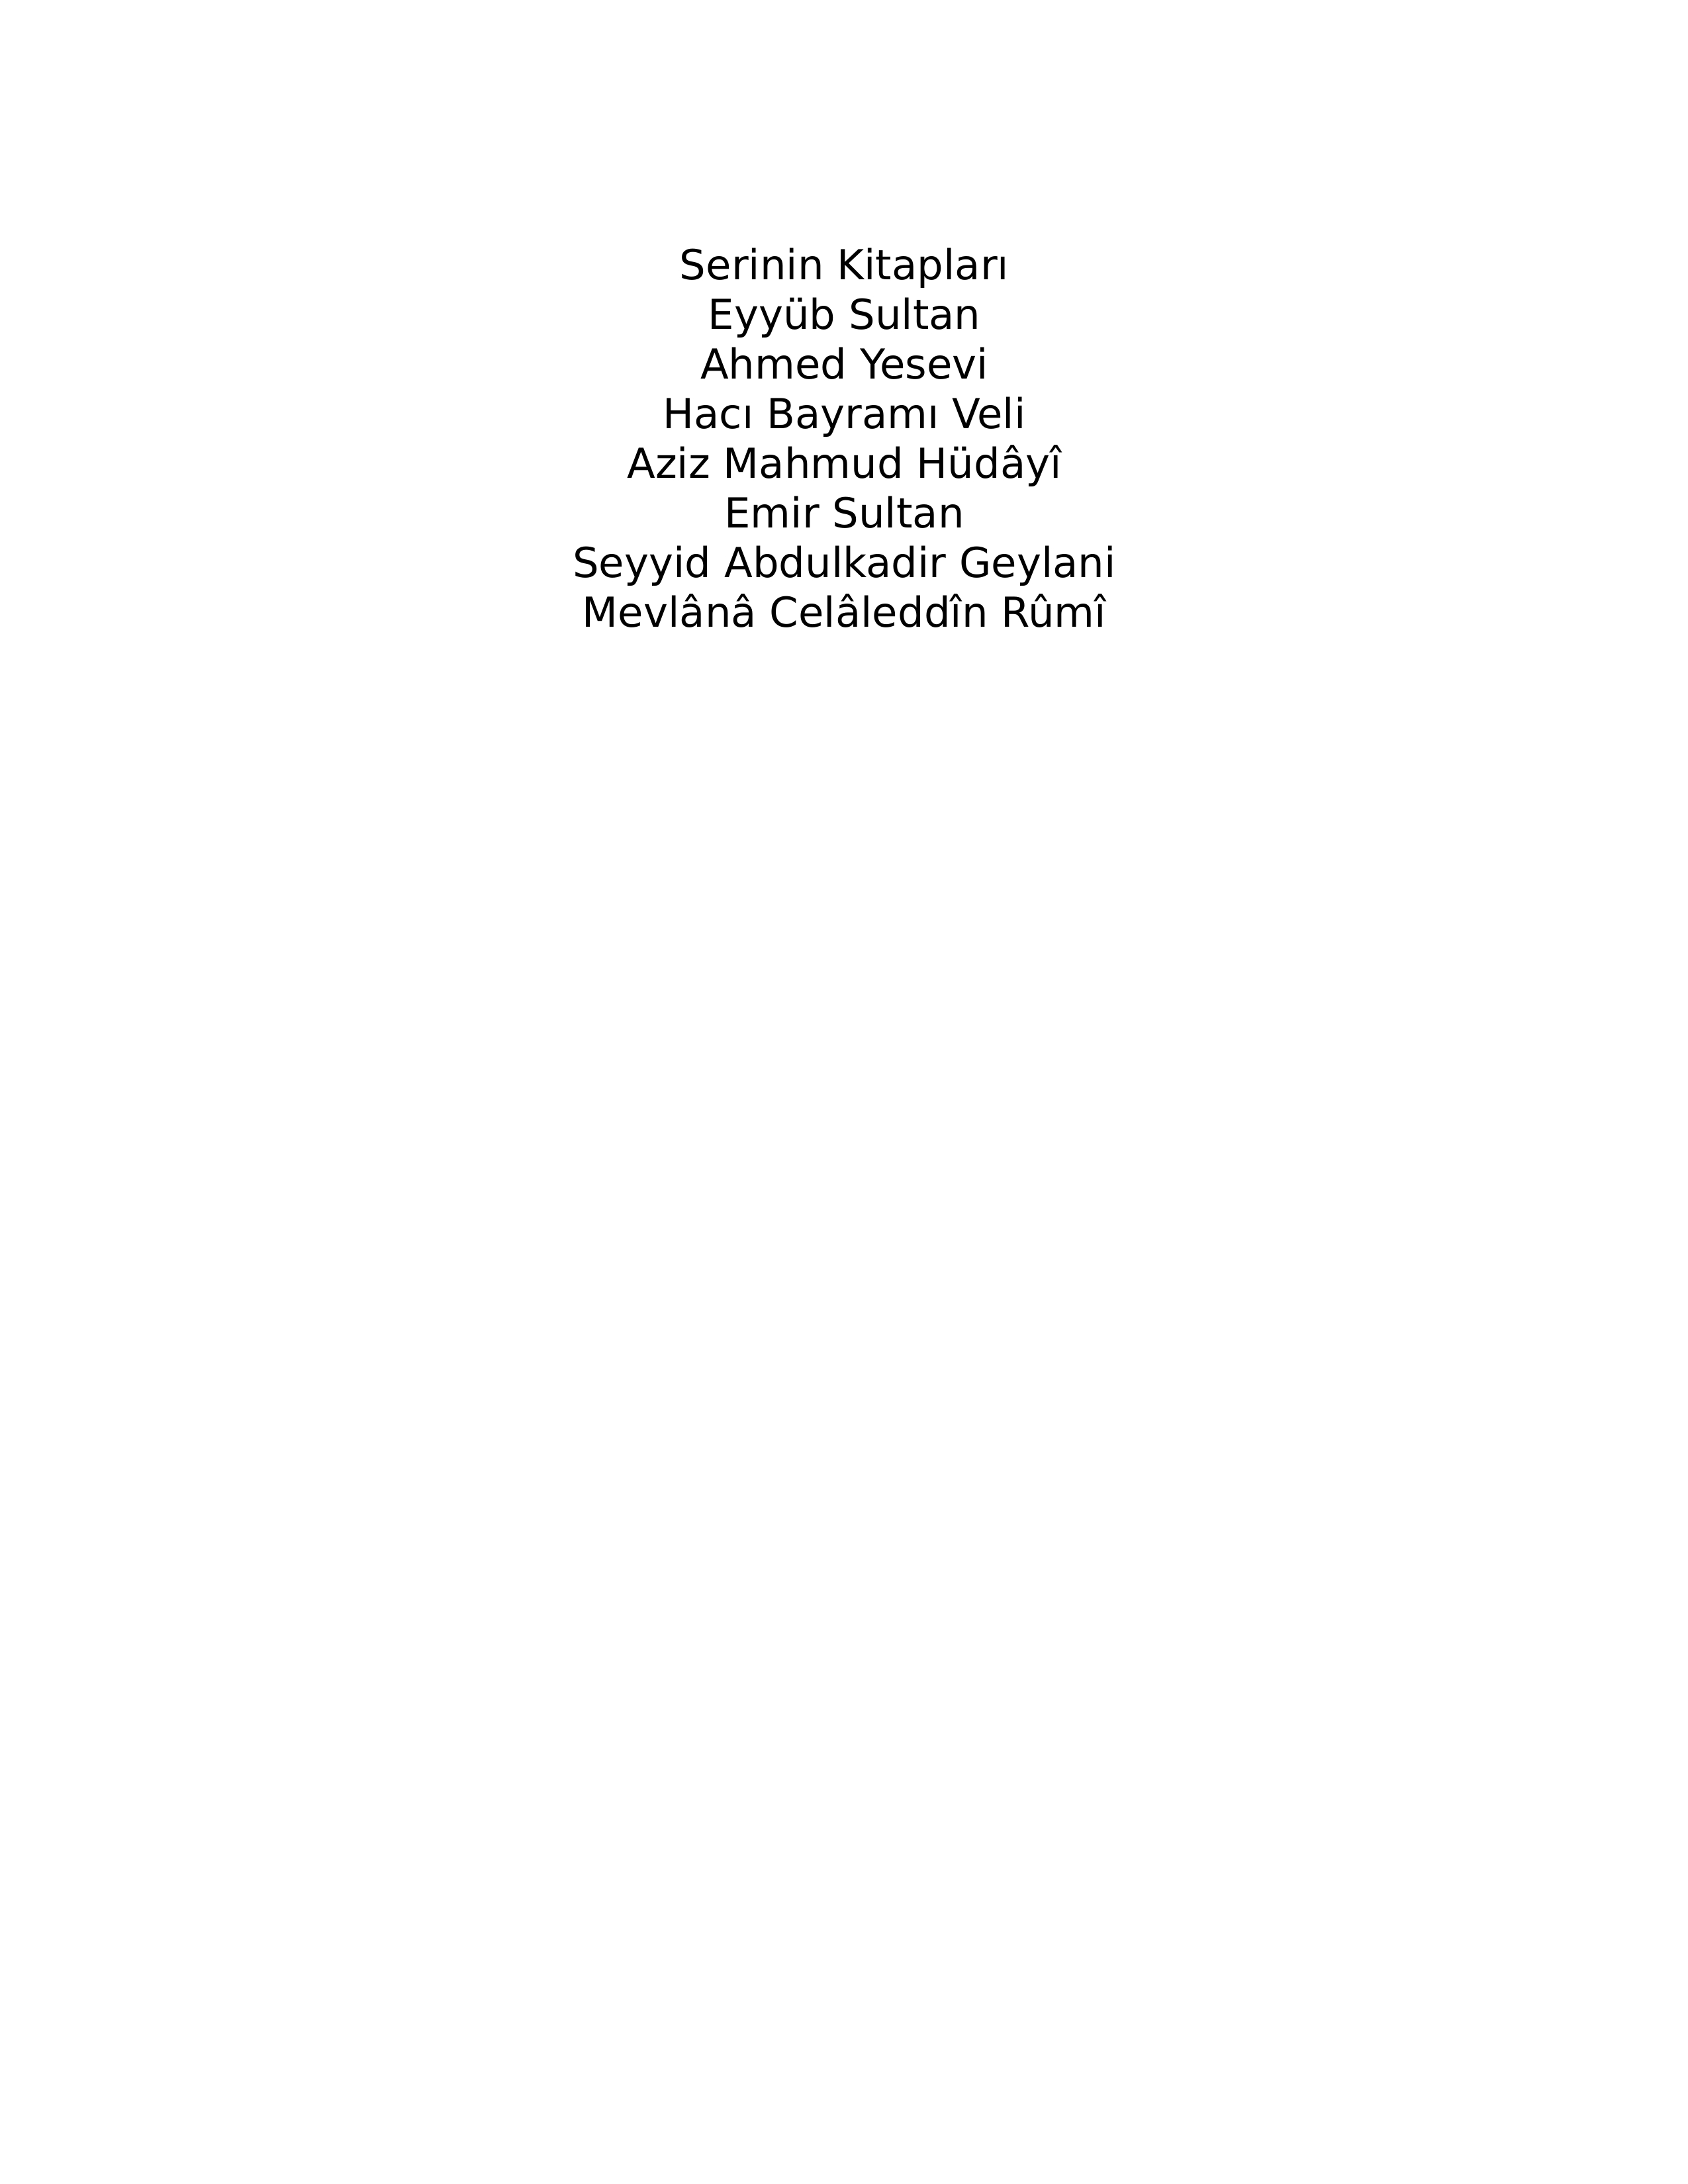 Serinin Kitapları
Eyyüb Sultan
Ahmed Yesevi
Hacı Bayramı Veli
Aziz Mahmud Hüdâyî
Emir Sultan
Seyyid Abdulkadir Geylani
Mevlânâ Celâleddîn Rûmî